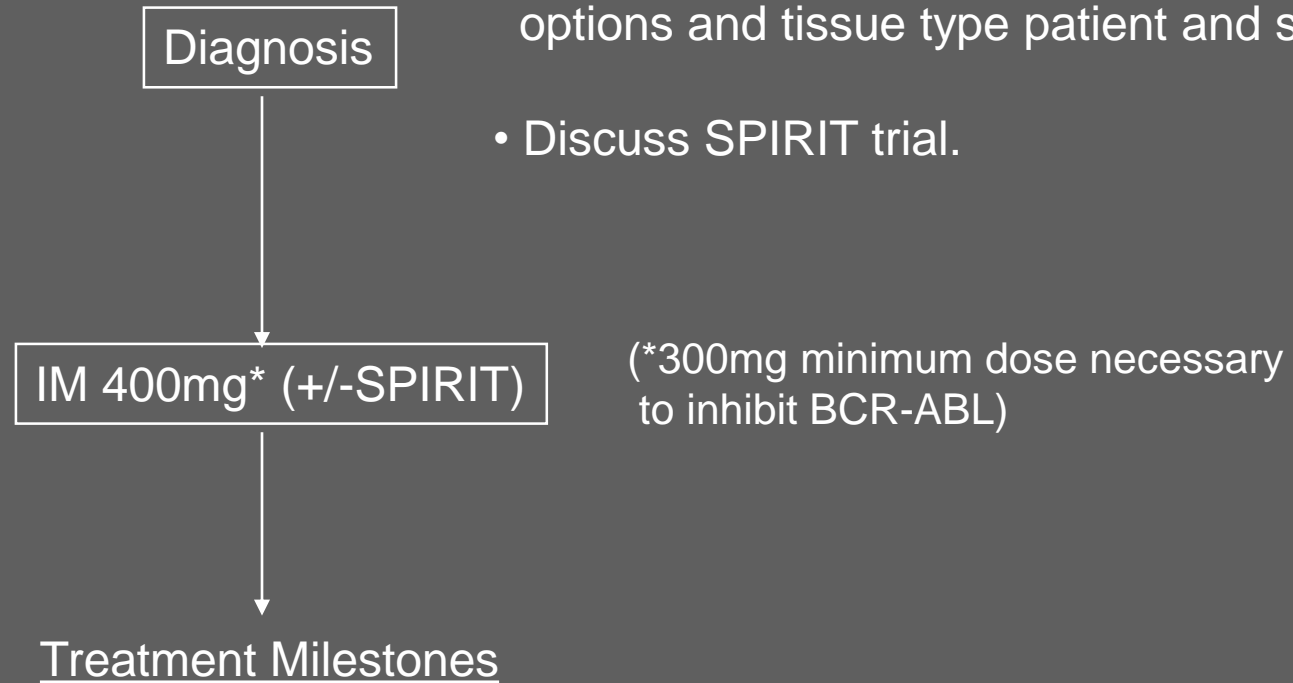 options and tissue type patient and
Diagnosis
• Discuss SPIRIT trial.
IM 400mg* (+/-SPIRIT)
(*300mg minimum dose necessary
to inhibit BCR-ABL)
Treatment Milestones